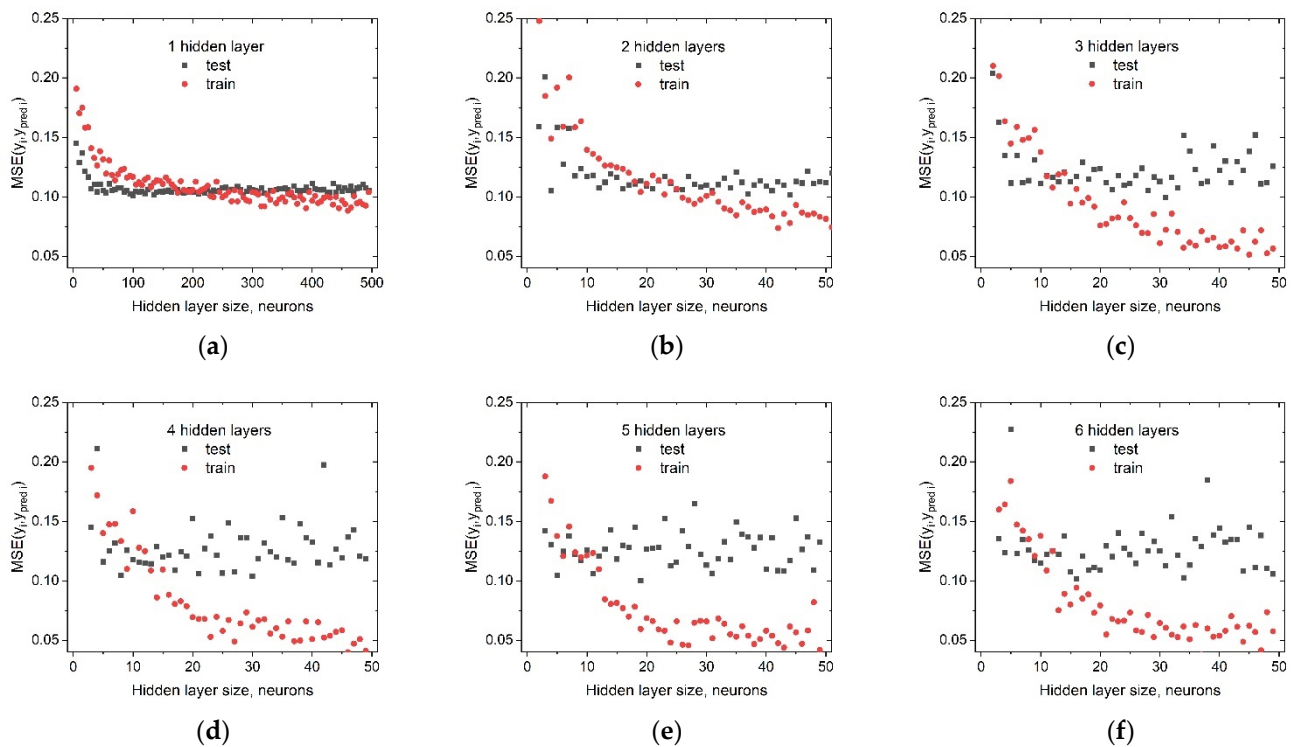 0.25
0.20
0.15
0.10
0.05
MSE(y_i,y_pred i)
1 hidden layer
test
train
0 100 200 300 400 500
Hidden layer size, neurons
(a)
0.25
0.20
0.15
0.10
0.05
MSE(y_i,y_pred i)
2 hidden layers
test
train
0 10 20 30 40 50
Hidden layer size, neurons
(b)
0.25
0.20
0.15
0.10
0.05
MSE(y_i,y_pred i)
3 hidden layers
test
train
0 10 20 30 40 50
Hidden layer size, neurons
(c)
0.25
0.20
0.15
0.10
0.05
MSE(y_i,y_pred i)
4 hidden layers
test
train
0 10 20 30 40 50
Hidden layer size, neurons
(d)
0.25
0.20
0.15
0.10
0.05
MSE(y_i,y_pred i)
5 hidden layers
test
train
0 10 20 30 40 50
Hidden layer size, neurons
(e)
0.25
0.20
0.15
0.10
0.05
MSE(y_i,y_pred i)
6 hidden layers
test
train
0 10 20 30 40 50
Hidden layer size, neurons
(f)